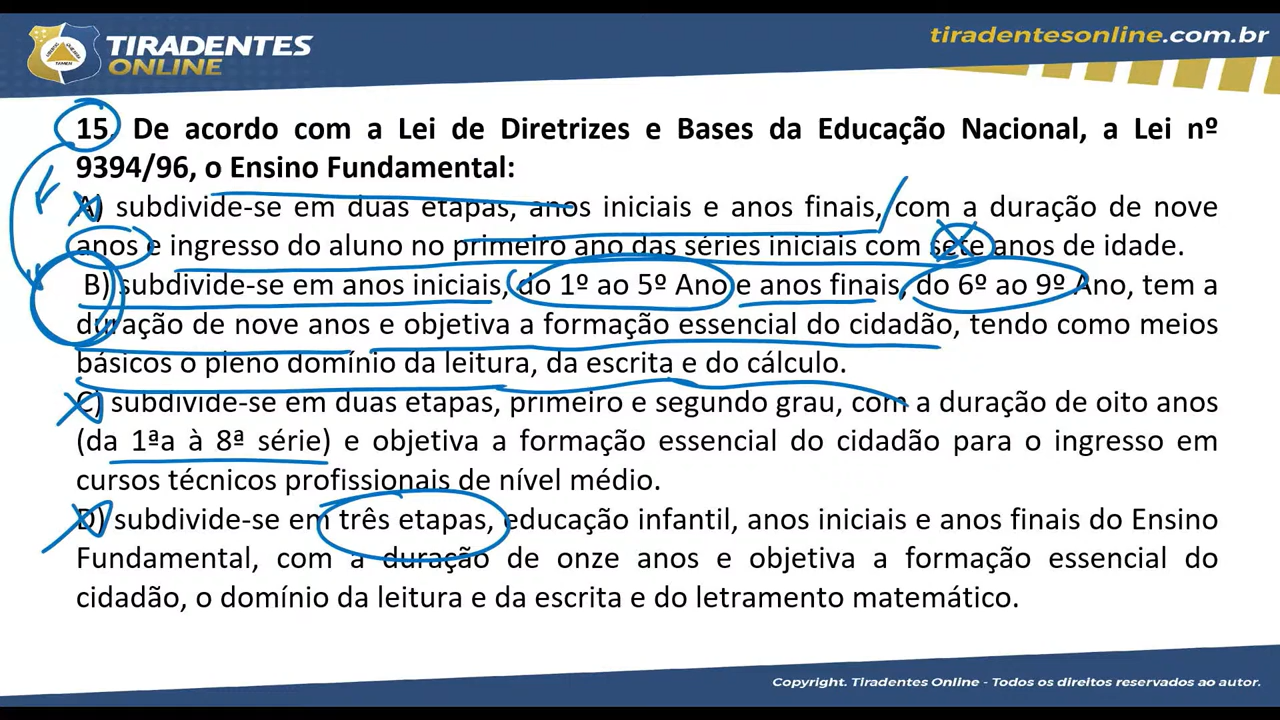 TIRADENTES
ONLINE
tiradentesonline.com.br
15. De acordo com a Lei de Diretrizes e Bases da Educação Nacional, a Lei nº
9394/96, o Ensino Fundamental:
A) subdivide-se em duas etapas, anos iniciais e anos finais, com a duração de nove
anos e ingresso do aluno no primeiro ano das séries iniciais com sete anos de idade.
B) subdivide-se em anos iniciais, do 1º ao 5º Ano e anos finais, do 6º ao 9º Ano, tem a
duração de nove anos e objetiva a formação essencial do cidadão, tendo como meios
básicos o pleno domínio da leitura, da escrita e do cálculo.
C) subdivide-se em duas etapas, primeiro e segundo grau, com a duração de oito anos
(da 1ªa à 8ª série) e objetiva a formação essencial do cidadão para o ingresso em
cursos técnicos profissionais de nível médio.
D) subdivide-se em três etapas, educação infantil, anos iniciais e anos finais do Ensino
Fundamental, com a duração de onze anos e objetiva a formação essencial do
cidadão, o domínio da leitura e da escrita e do letramento matemático.
Copyright. Tiradentes Online - Todos os direitos reservados ao autor.